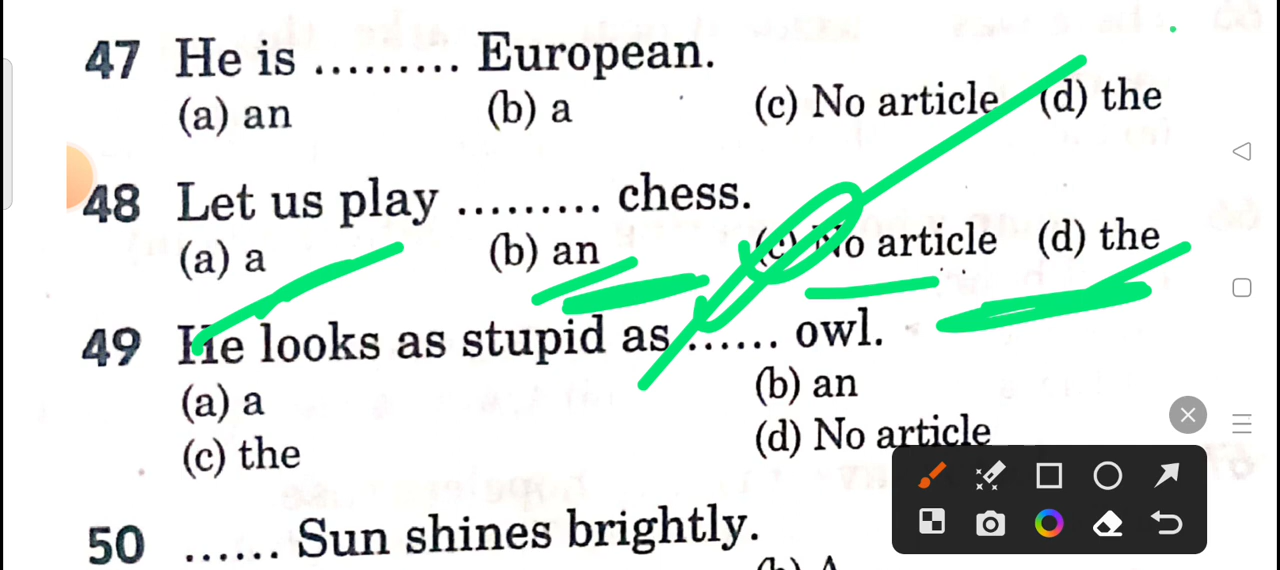 47 He is ......... European.
(a) an (b) a (c) No article (d) the
48 Let us play ......... chess.
(a) a (b) an (c) No article (d) the
49 He looks as stupid as ...... owl.
(a) a (b) an
(c) the (d) No article
50 ...... Sun shines brightly.